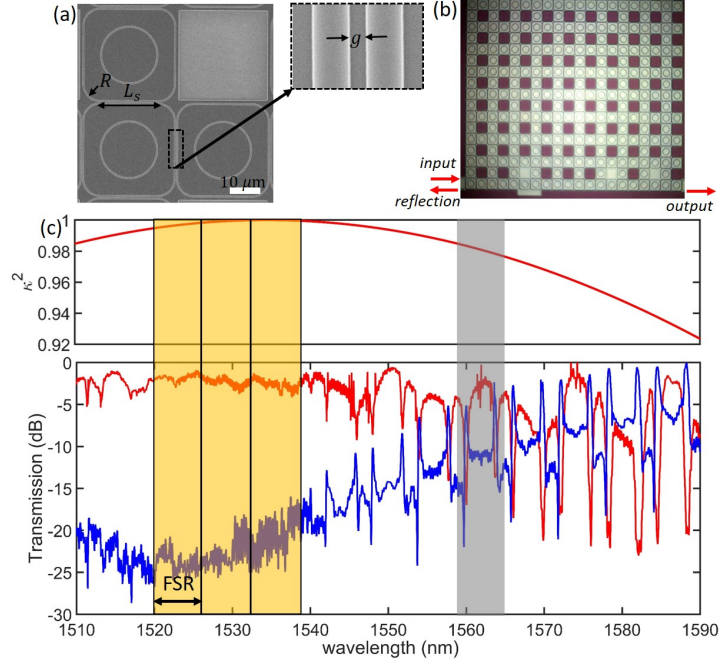 (a)
R
L_s
g
10 μm
(b)
input
reflection
output
(c)
κ²
1
0.98
0.96
0.94
0.92
Transmission (dB)
0
-5
-10
-15
-20
-25
-30
FSR
1510 1520 1530 1540 1550 1560 1570 1580 1590
wavelength (nm)